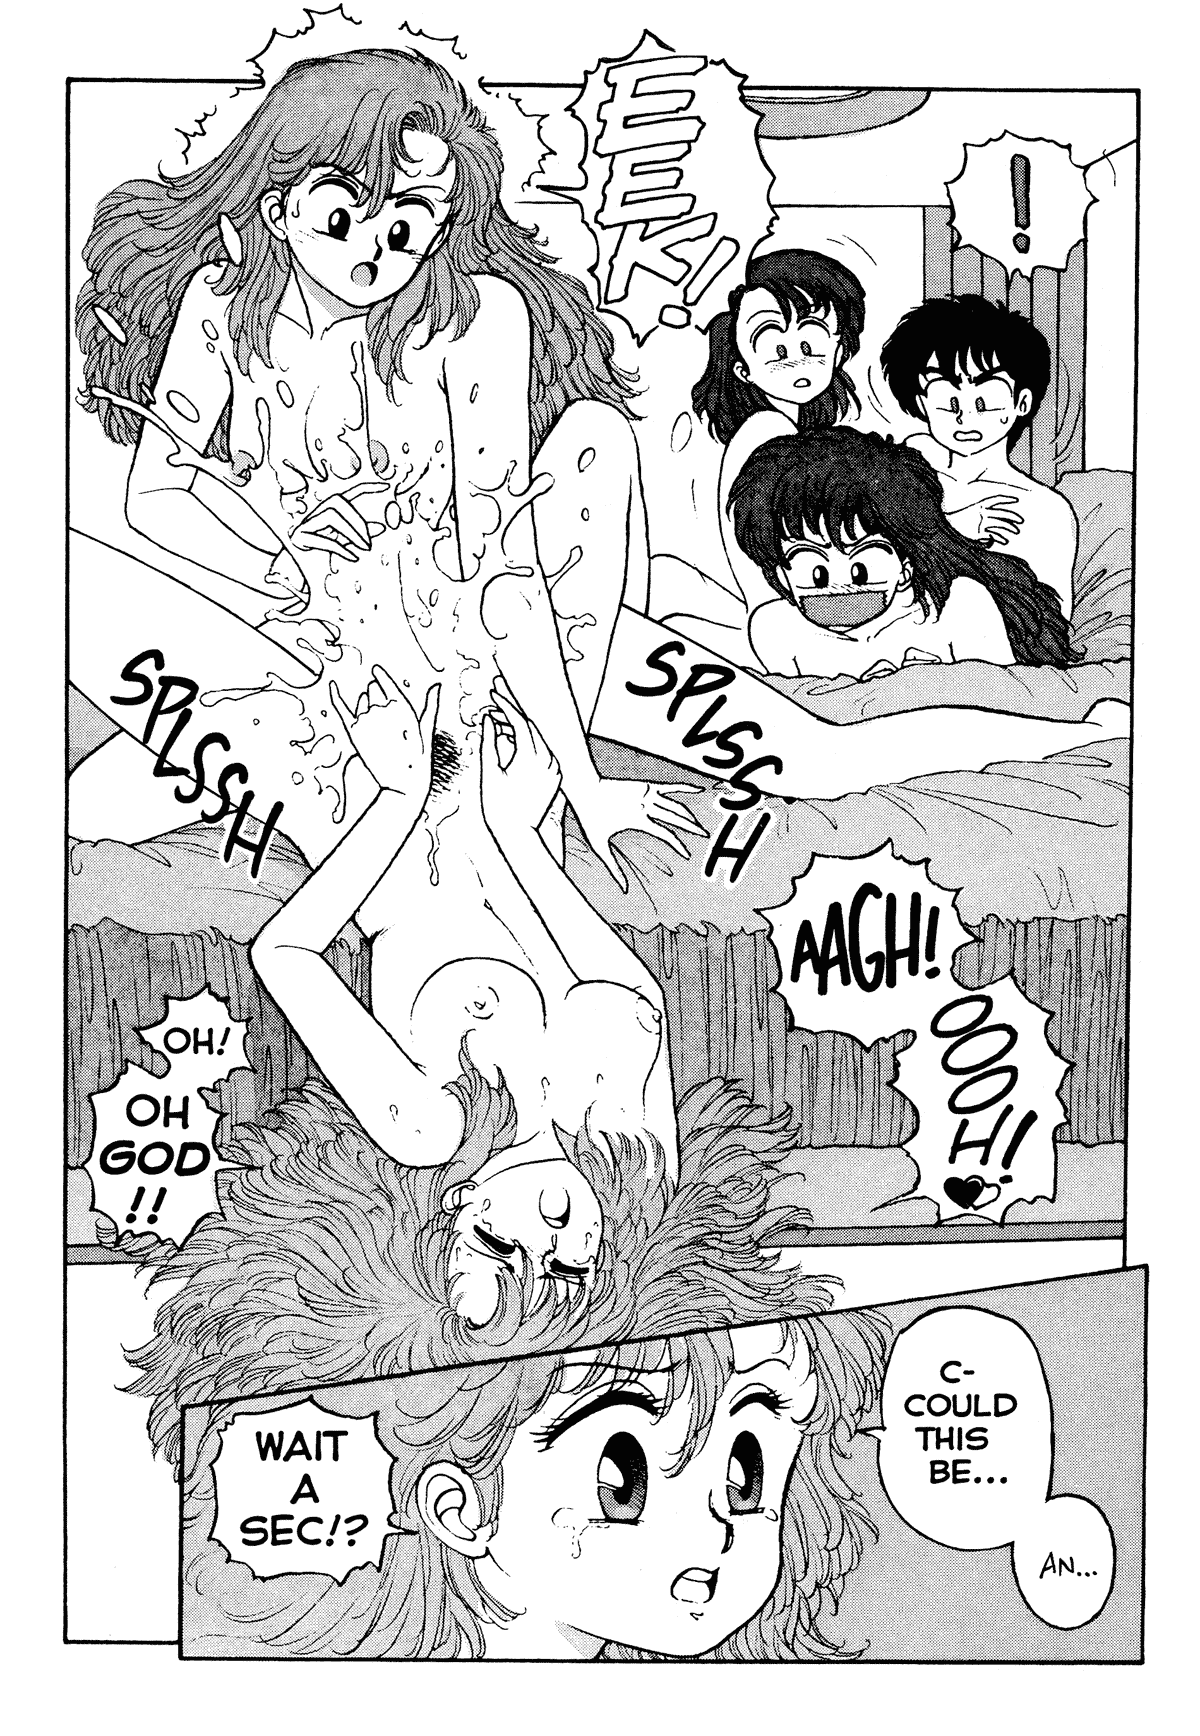 EEK!
!
SPLSSH
SPLSSH
AAGH!
OOOH!
OH!
OH
GOD
!!
WAIT
A
SEC!?
C-
COULD
THIS
BE...
AN...